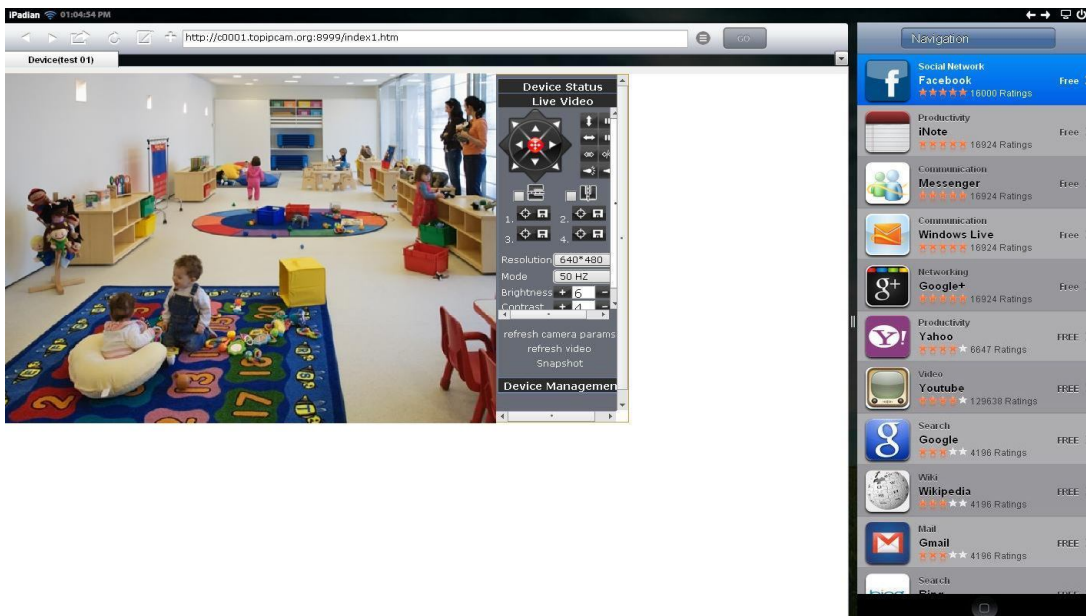 iPadian 01:04:54 PM
http://c0001.topipcam.org:8999/index1.htm
GO
Device(test 01)
Device Status
Live Video
1.
2.
3.
4.
Resolution 640*480
Mode 50 HZ
Brightness + 6 -
Contrast + 4 -
refresh camera params
refresh video
Snapshot
Device Managemen
Navigation
Social Network
Facebook Free
16000 Ratings
Productivity
iNote Free
16924 Ratings
Communication
Messenger Free
16924 Ratings
Communication
Windows Live Free
16924 Ratings
Networking
Google+ Free
16924 Ratings
Productivity
Yahoo FREE
6647 Ratings
Video
Youtube FREE
129638 Ratings
Search
Google FREE
4196 Ratings
Wiki
Wikipedia FREE
4196 Ratings
Mail
Gmail FREE
4196 Ratings
Search
Bing FREE